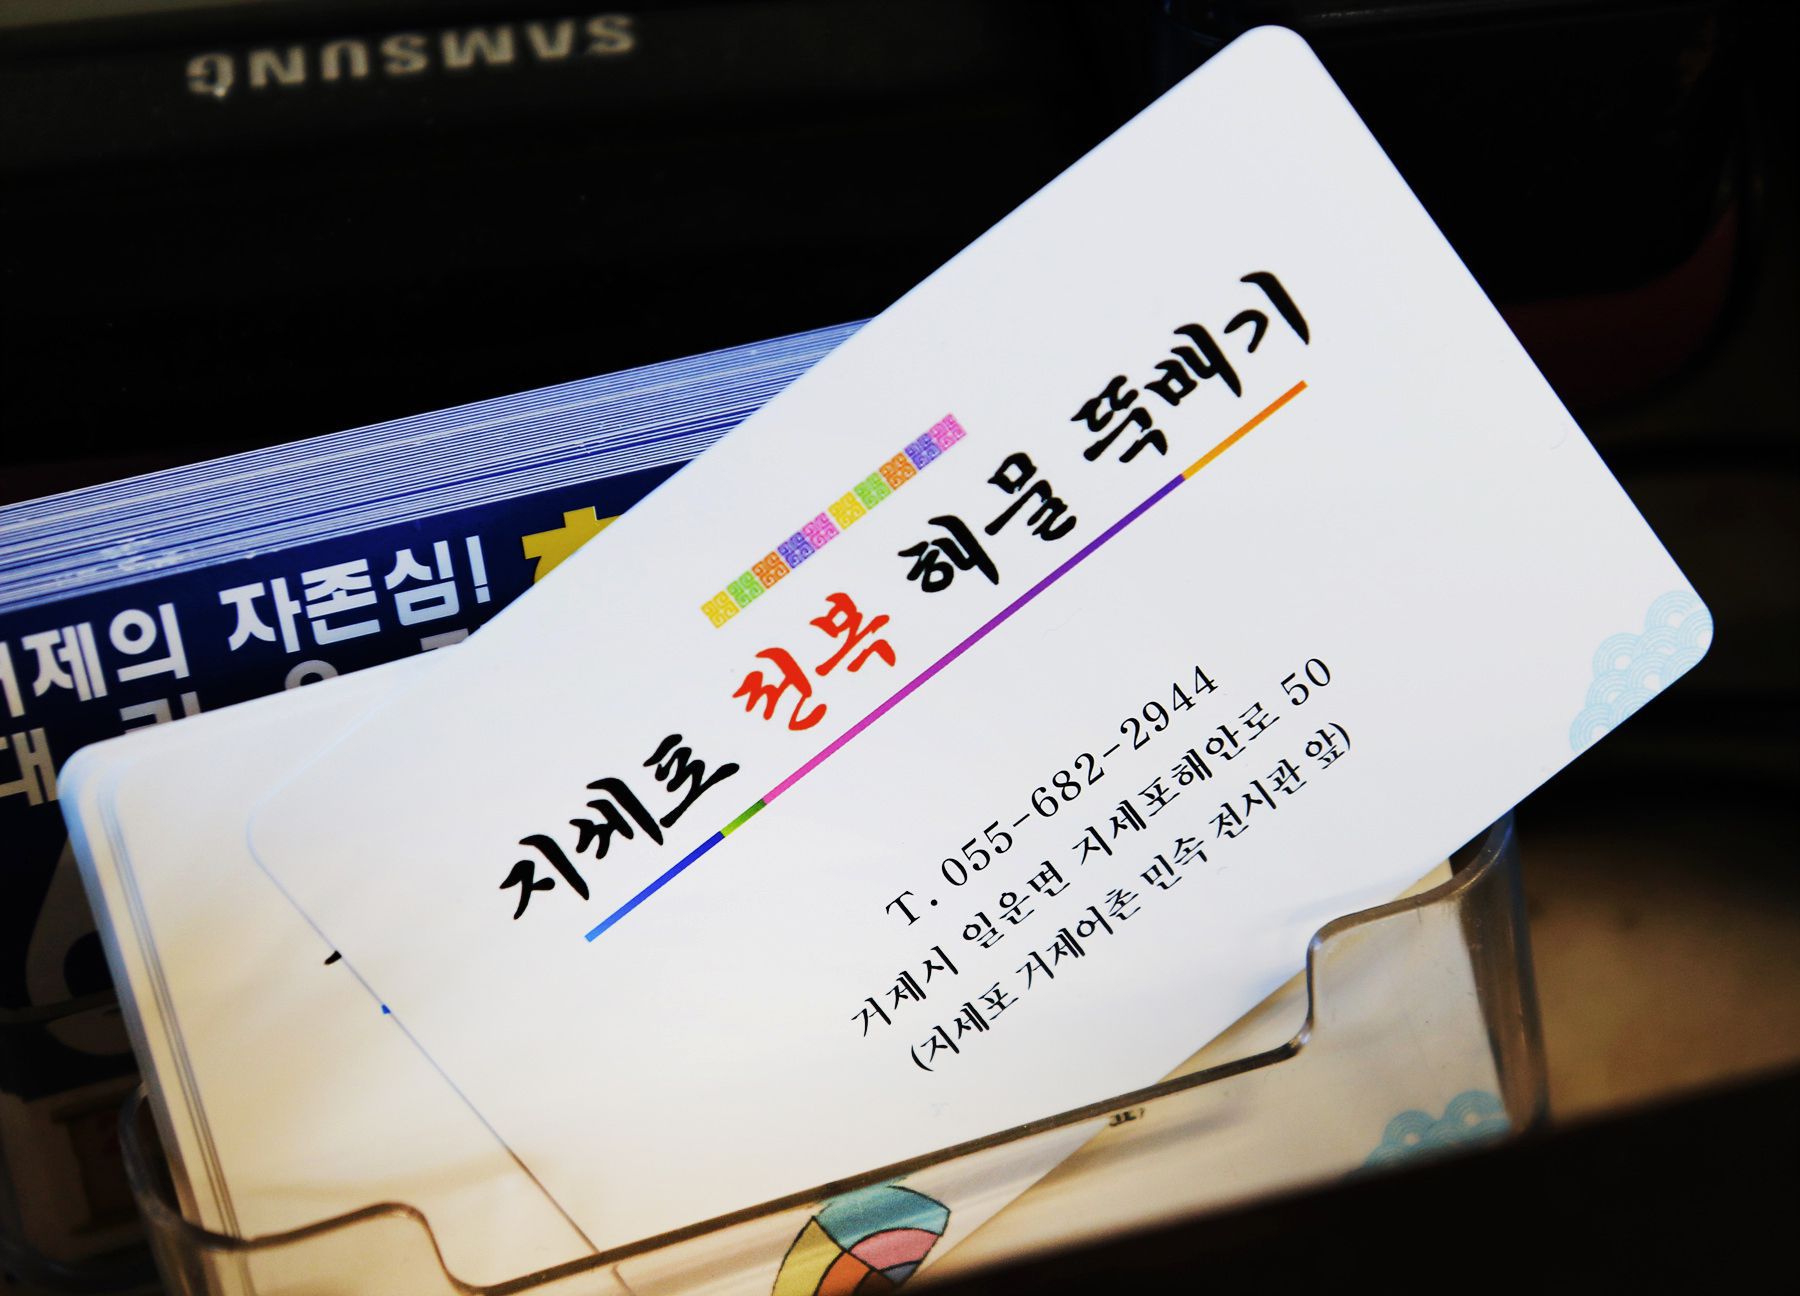 SAMSUNG
거제의 자존심!
지세포 전복 해물 뚝배기
T. 055-682-2944
거제시 일운면 지세포해안로 50
(지세포 거제어촌 민속 전시관 앞)